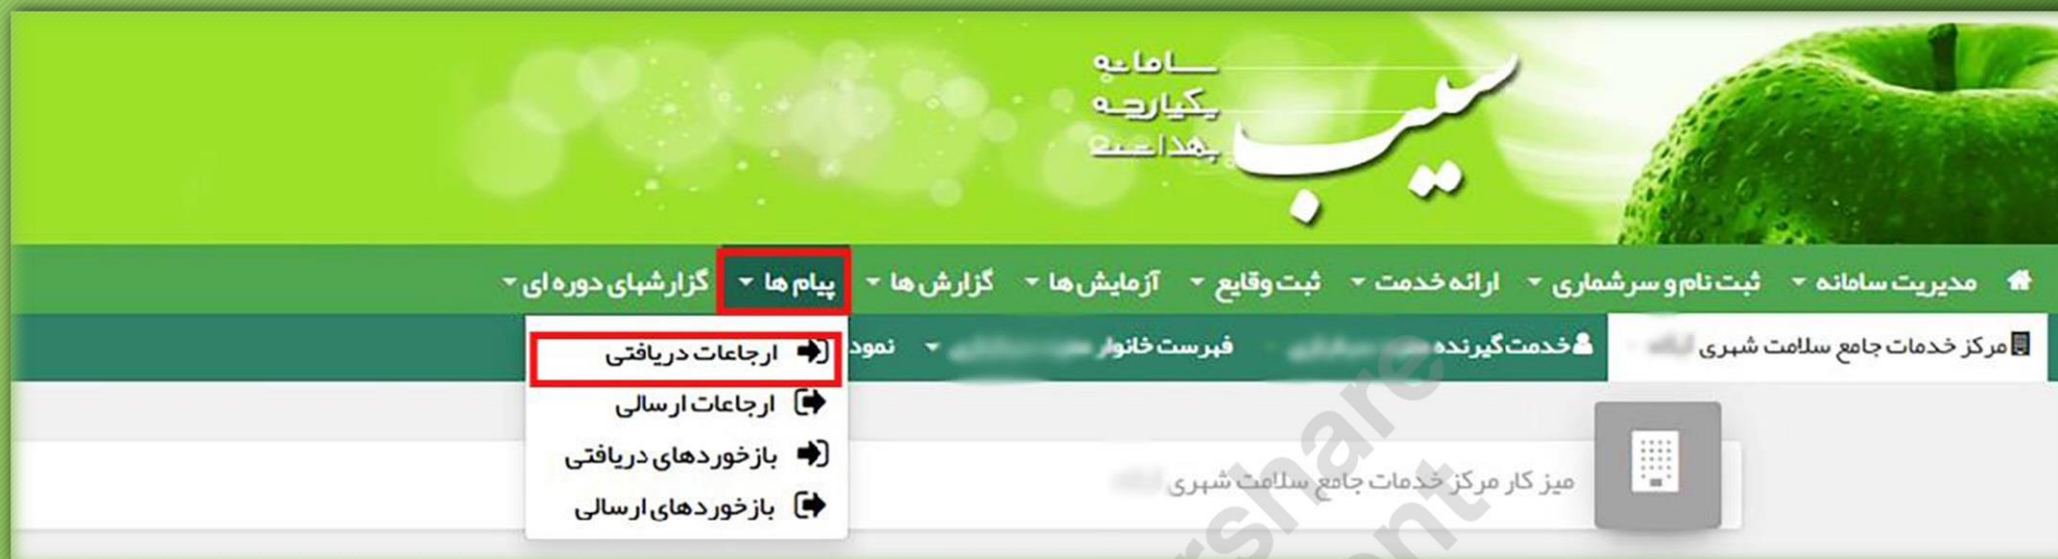 سامانه
یکپارچه
بهداشت
سیب
مدیریت سامانه ثبت نام و سرشماری ارائه خدمت ثبت وقایع آزمایش ها گزارش ها پیام ها گزارشهای دوره ای
مرکز خدمات جامع سلامت شهری خدمت گیرنده فهرست خانوار نمود
ارجاعات دریافتی
ارجاعات ارسالی
بازخوردهای دریافتی
بازخوردهای ارسالی
میز کار مرکز خدمات جامع سلامت شهری